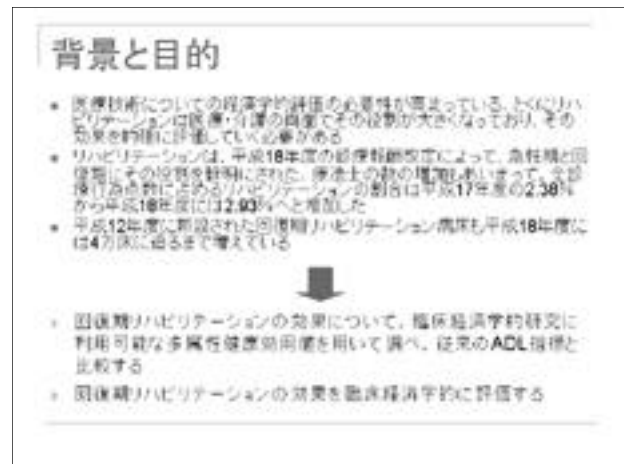 背景と目的
• 医療技術についての経済学的評価の必要性が高まっている、とくにリハ
ビリテーションは医療・介護の両面でその役割が大きくなっており、その
効果を的確に評価していく必要がある
• リハビリテーションは、平成18年度の診療報酬改定によって、急性期と回
復期にその役割を鮮明にされた、療法士の数の増加もあいまって、全診
療行為点数に占めるリハビリテーションの割合は平成17年度の2.38%
から平成18年度には2.93%へと増加した
• 平成12年度に新設された回復期リハビリテーション病床も平成18年度に
は4万床に迫るまで増えている
回復期リハビリテーションの効果について、臨床経済学的研究に
利用可能な多属性健康効用値を用いて調べ、従来のADL指標と
比較する
回復期リハビリテーションの効果を臨床経済学的に評価する